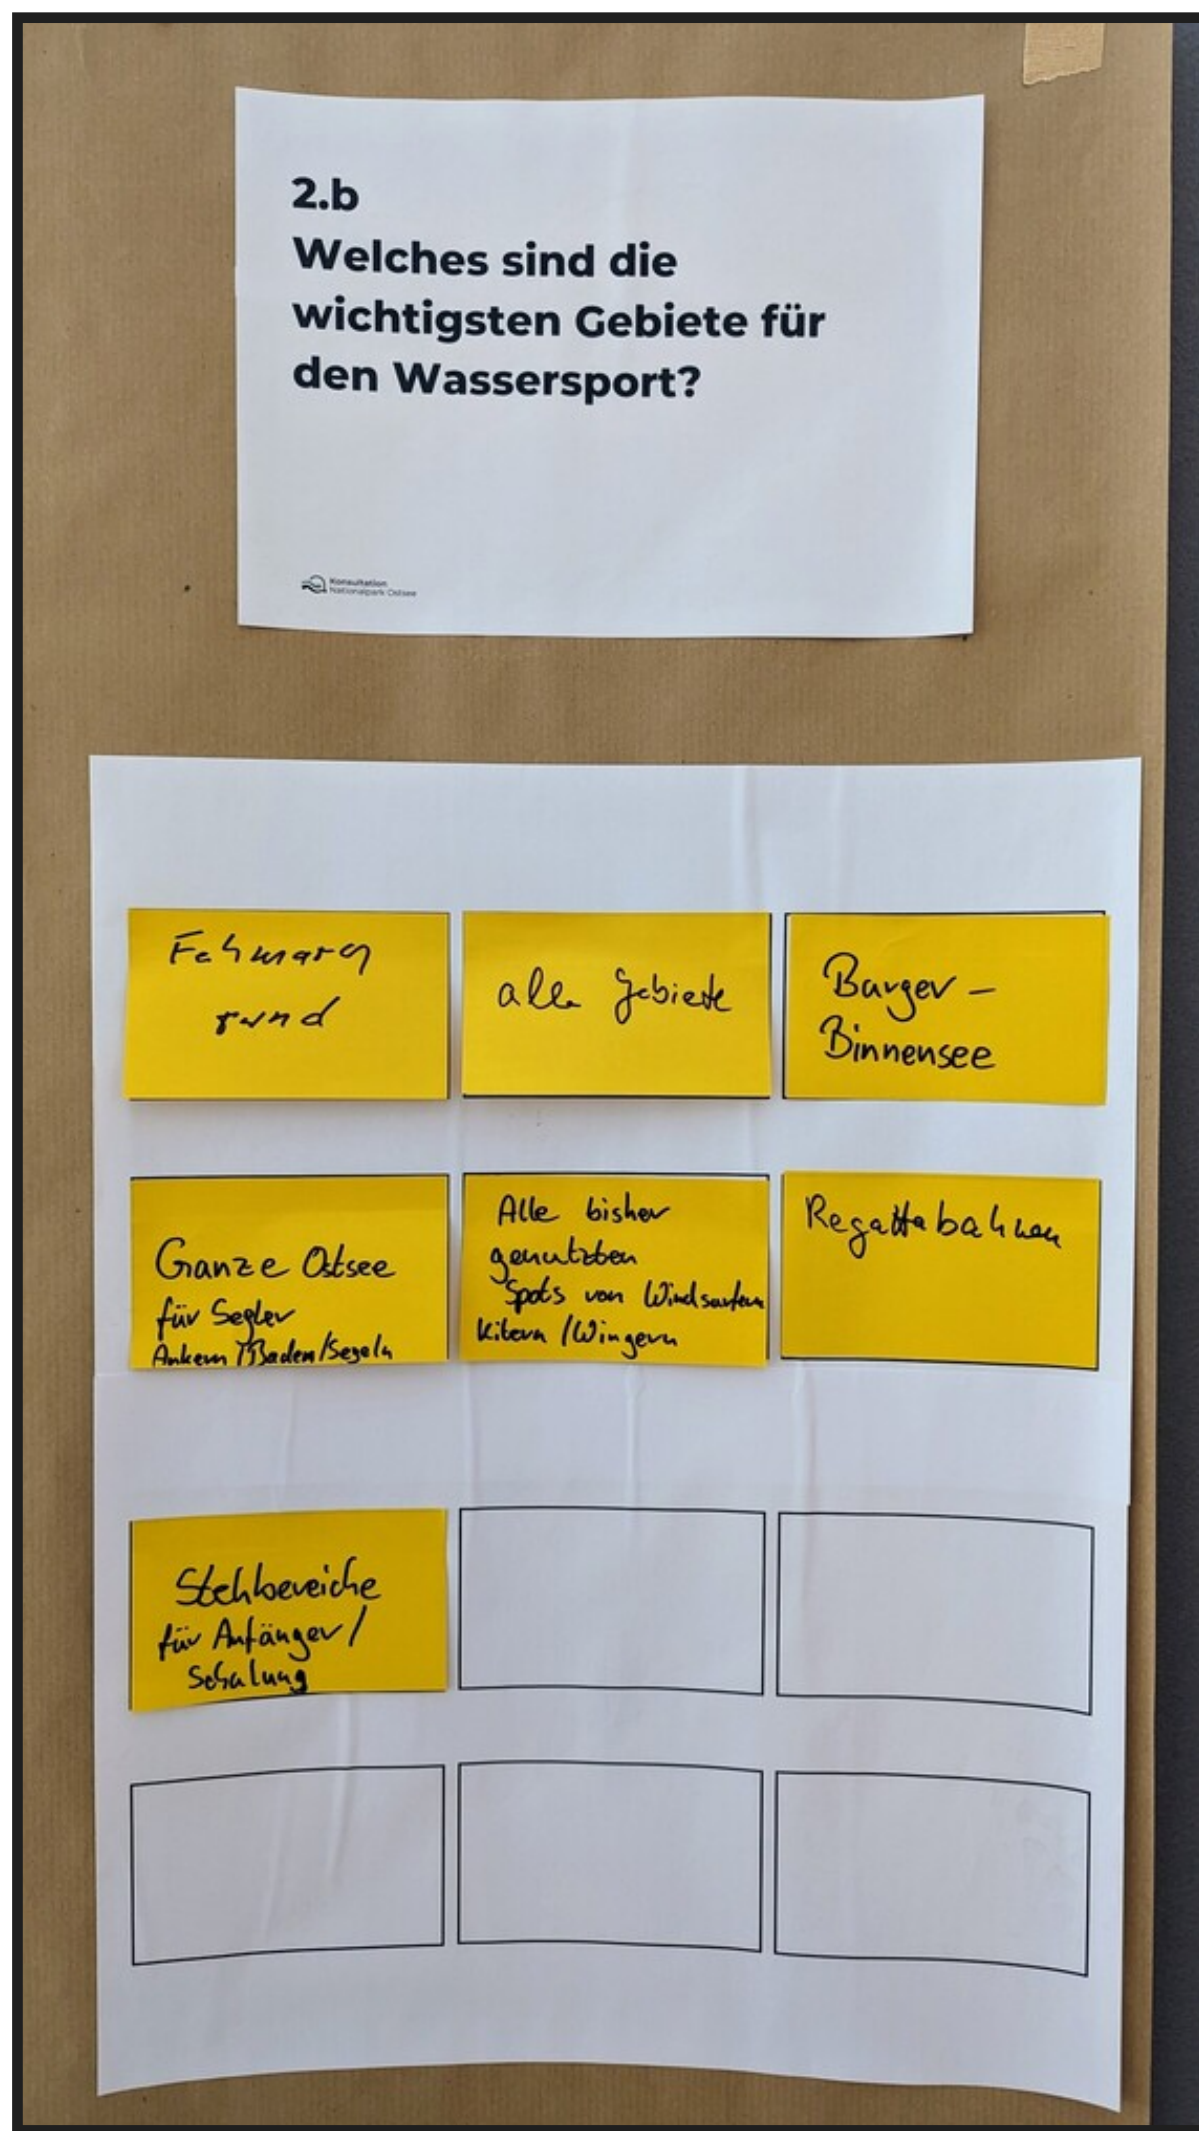 2.b
Welches sind die
wichtigsten Gebiete für
den Wassersport?
Konsultation
Nationalpark Ostsee
Fehmarn
rund
alle Gebiete
Burger-
Binnensee
Ganze Ostsee
für Segler
Ankern/Baden/Segeln
Alle bisher
genutzten
Spots von Windsurfern
Kitern/Wingern
Regattabahnen
Stehbereiche
für Anfänger/
Schulung